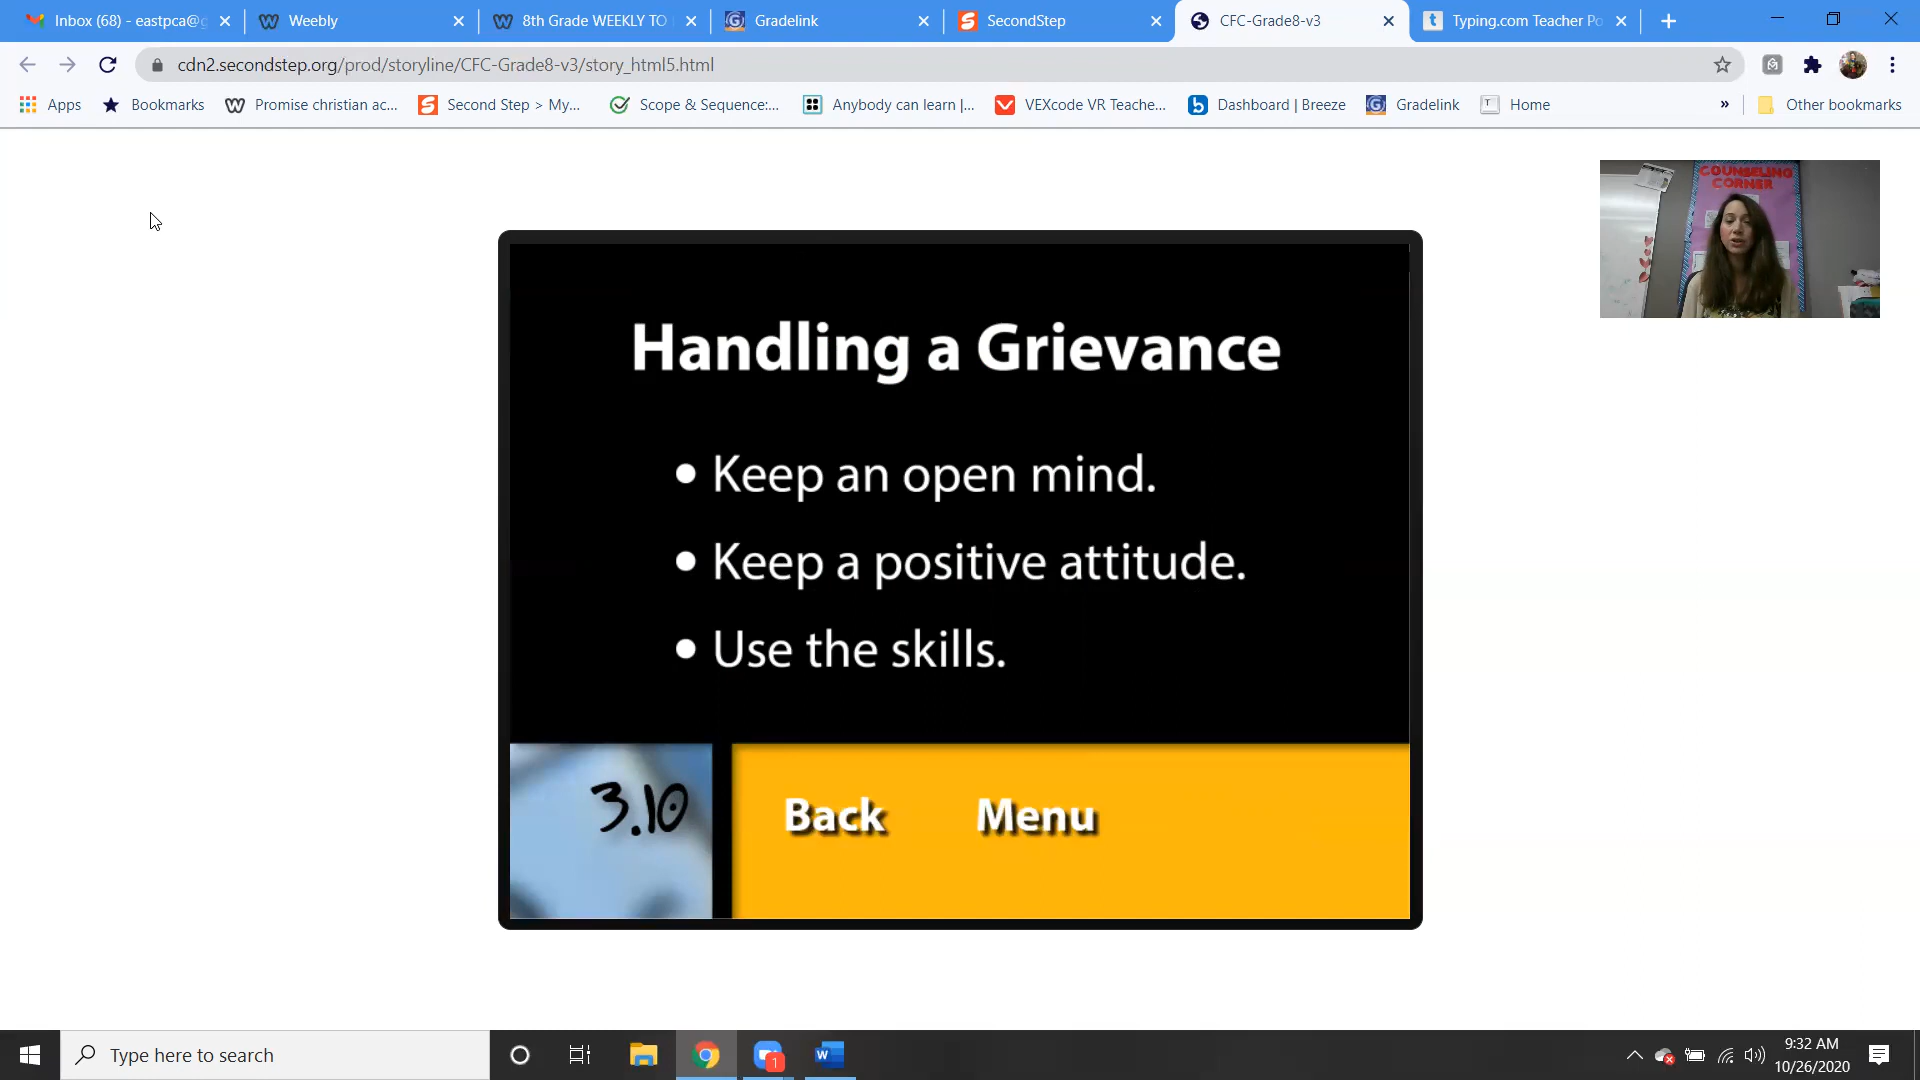 Inbox (68) - eastpca@g
Weebly
8th Grade WEEKLY TO
Gradelink
SecondStep
CFC-Grade8-v3
Typing.com Teacher Po
cdn2.secondstep.org/prod/storyline/CFC-Grade8-v3/story_html5.html
Apps
Bookmarks
Promise christian ac...
Second Step > My...
Scope & Sequence:...
Anybody can learn |...
VEXcode VR Teache...
Dashboard | Breeze
Gradelink
Home
»
Other bookmarks
COUNSELING
CORNER
Handling a Grievance
• Keep an open mind.
• Keep a positive attitude.
• Use the skills.
3.10
Back
Menu
Type here to search
1
9:32 AM
10/26/2020